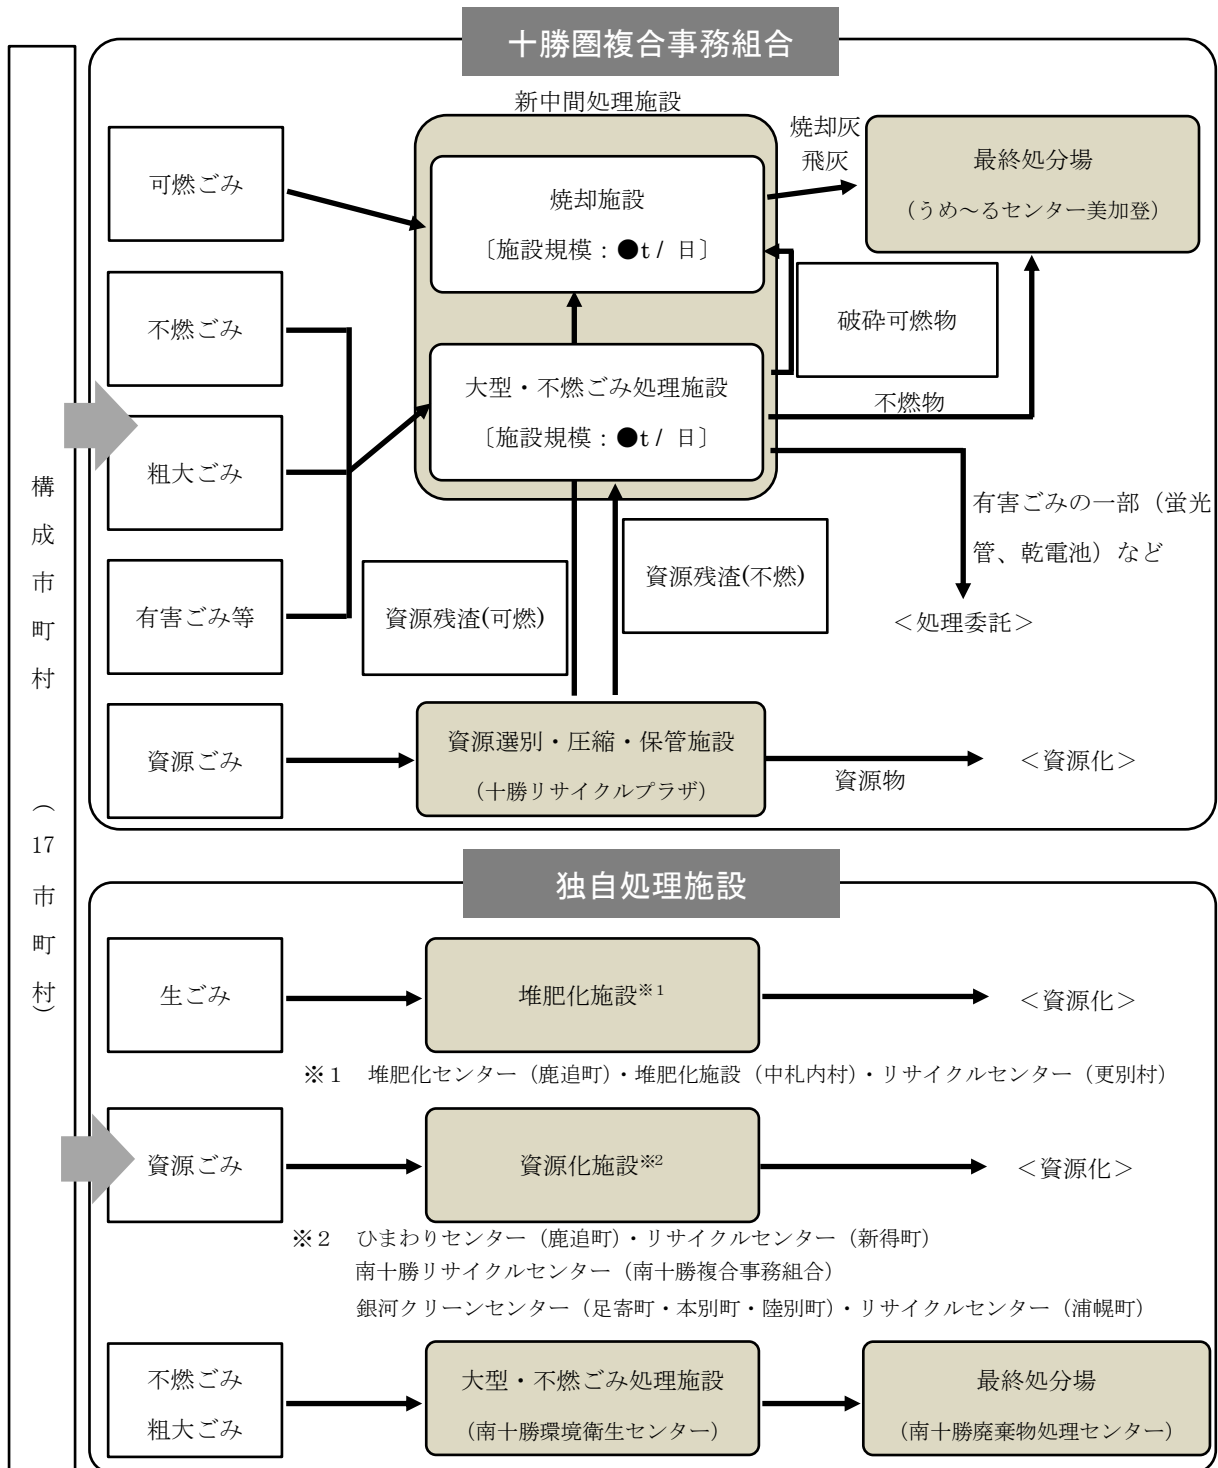 十勝圏複合事務組合
新中間処理施設
可燃ごみ
焼却施設
〔施設規模：●t / 日〕
焼却灰
飛灰
最終処分場
（うめ～るセンター美加登）
不燃ごみ
破砕可燃物
大型・不燃ごみ処理施設
〔施設規模：●t / 日〕
不燃物
粗大ごみ
有害ごみの一部（蛍光
管、乾電池）など
＜処理委託＞
有害ごみ等
資源残渣(可燃)
資源残渣(不燃)
資源ごみ
資源選別・圧縮・保管施設
（十勝リサイクルプラザ）
資源物
＜資源化＞
構成市町村（17市町村）
独自処理施設
生ごみ
堆肥化施設※1
＜資源化＞
※１　堆肥化センター（鹿追町）・堆肥化施設（中札内村）・リサイクルセンター（更別村）
資源ごみ
資源化施設※2
＜資源化＞
※２　ひまわりセンター（鹿追町）・リサイクルセンター（新得町）
南十勝リサイクルセンター（南十勝複合事務組合）
銀河クリーンセンター（足寄町・本別町・陸別町）・リサイクルセンター（浦幌町）
不燃ごみ
粗大ごみ
大型・不燃ごみ処理施設
（南十勝環境衛生センター）
最終処分場
（南十勝廃棄物処理センター）